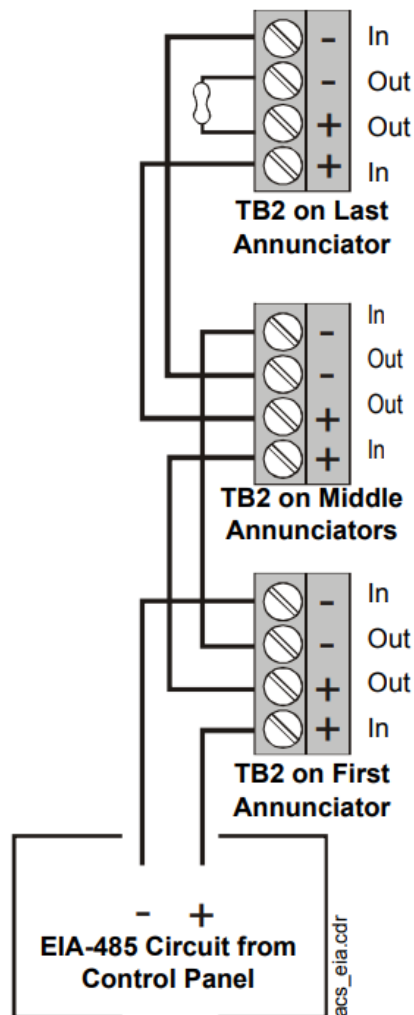 - In
- Out
+ Out
+ In
TB2 on Last
Annunciator
- In
- Out
+ Out
+ In
TB2 on Middle
Annunciators
- In
- Out
+ Out
+ In
TB2 on First
Annunciator
- +
EIA-485 Circuit from
Control Panel
acs_eia.cdr